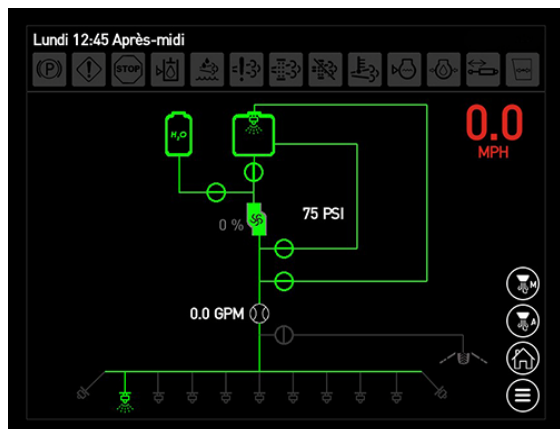 Lundi 12:45 Après-midi
(P)
STOP
0.0
MPH
H₂O
0 %
75 PSI
0.0 GPM
M
A